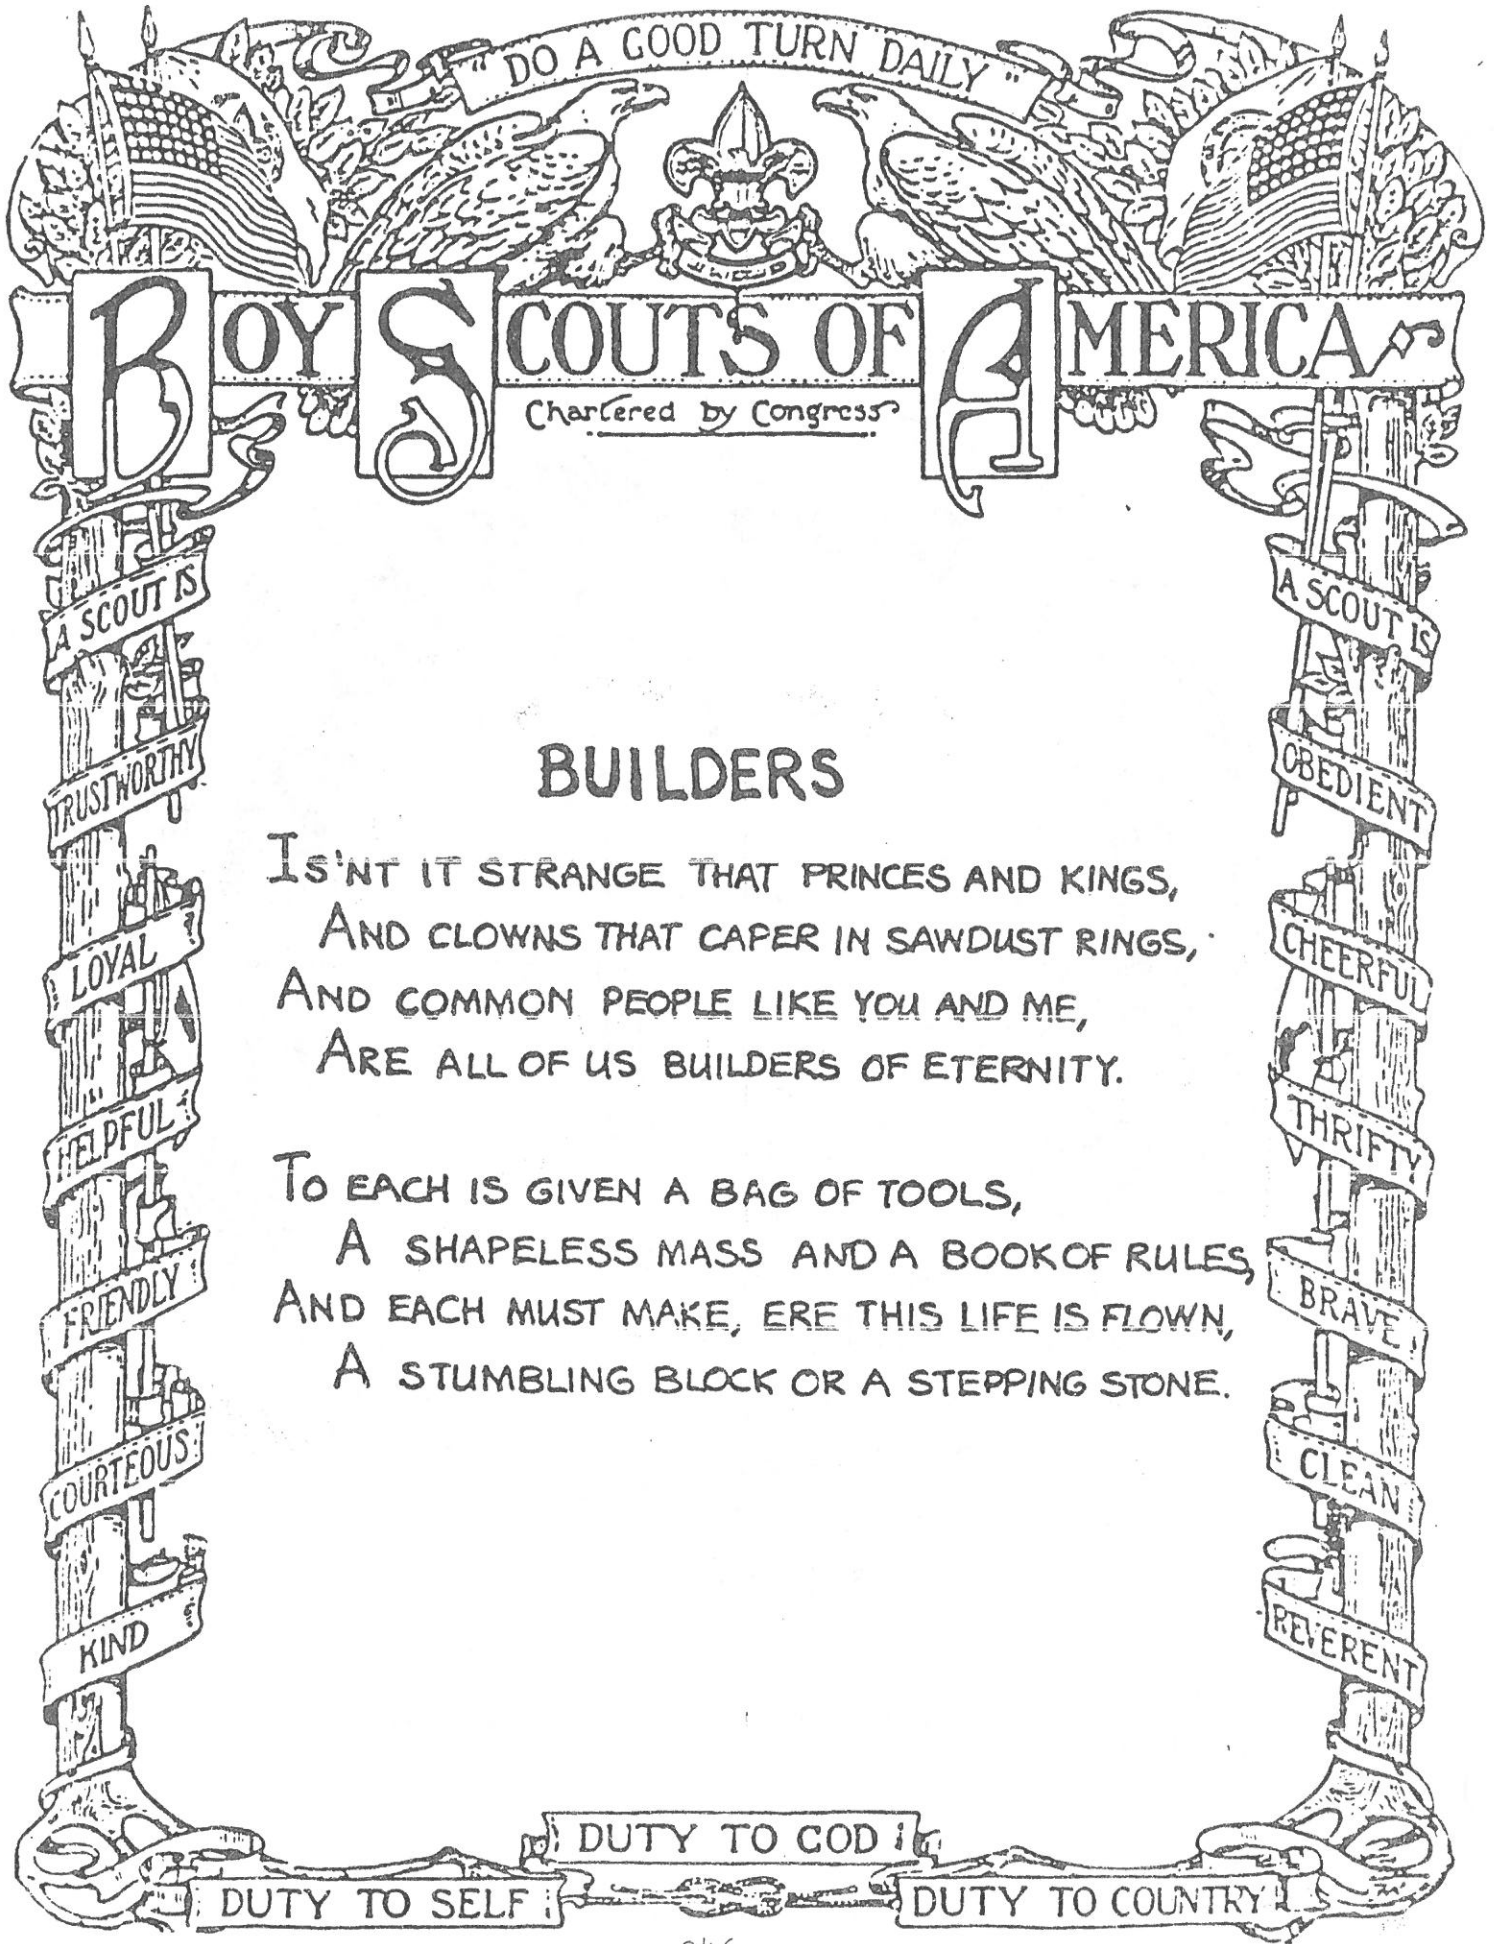 "DO A GOOD TURN DAILY"
BOY SCOUTS OF AMERICA
Chartered by Congress
A SCOUT IS
TRUSTWORTHY
LOYAL
HELPFUL
FRIENDLY
COURTEOUS
KIND
A SCOUT IS
OBEDIENT
CHEERFUL
THRIFTY
BRAVE
CLEAN
REVERENT
BUILDERS
IS'NT IT STRANGE THAT PRINCES AND KINGS,
AND CLOWNS THAT CAPER IN SAWDUST RINGS,
AND COMMON PEOPLE LIKE YOU AND ME,
ARE ALL OF US BUILDERS OF ETERNITY.
TO EACH IS GIVEN A BAG OF TOOLS,
A SHAPELESS MASS AND A BOOK OF RULES,
AND EACH MUST MAKE, ERE THIS LIFE IS FLOWN,
A STUMBLING BLOCK OR A STEPPING STONE.
DUTY TO GOD
DUTY TO SELF
DUTY TO COUNTRY